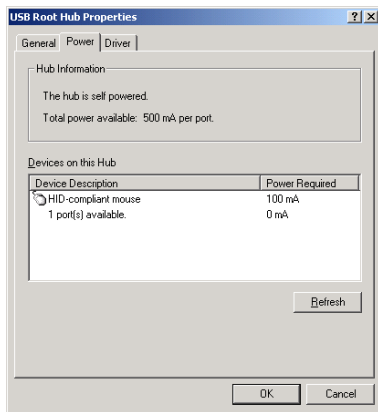 USB Root Hub Properties
General Power Driver
Hub Information
The hub is self powered.
Total power available: 500 mA per port.
Devices on this Hub
Device Description Power Required
HID-compliant mouse 100 mA
1 port(s) available. 0 mA
Refresh
OK Cancel